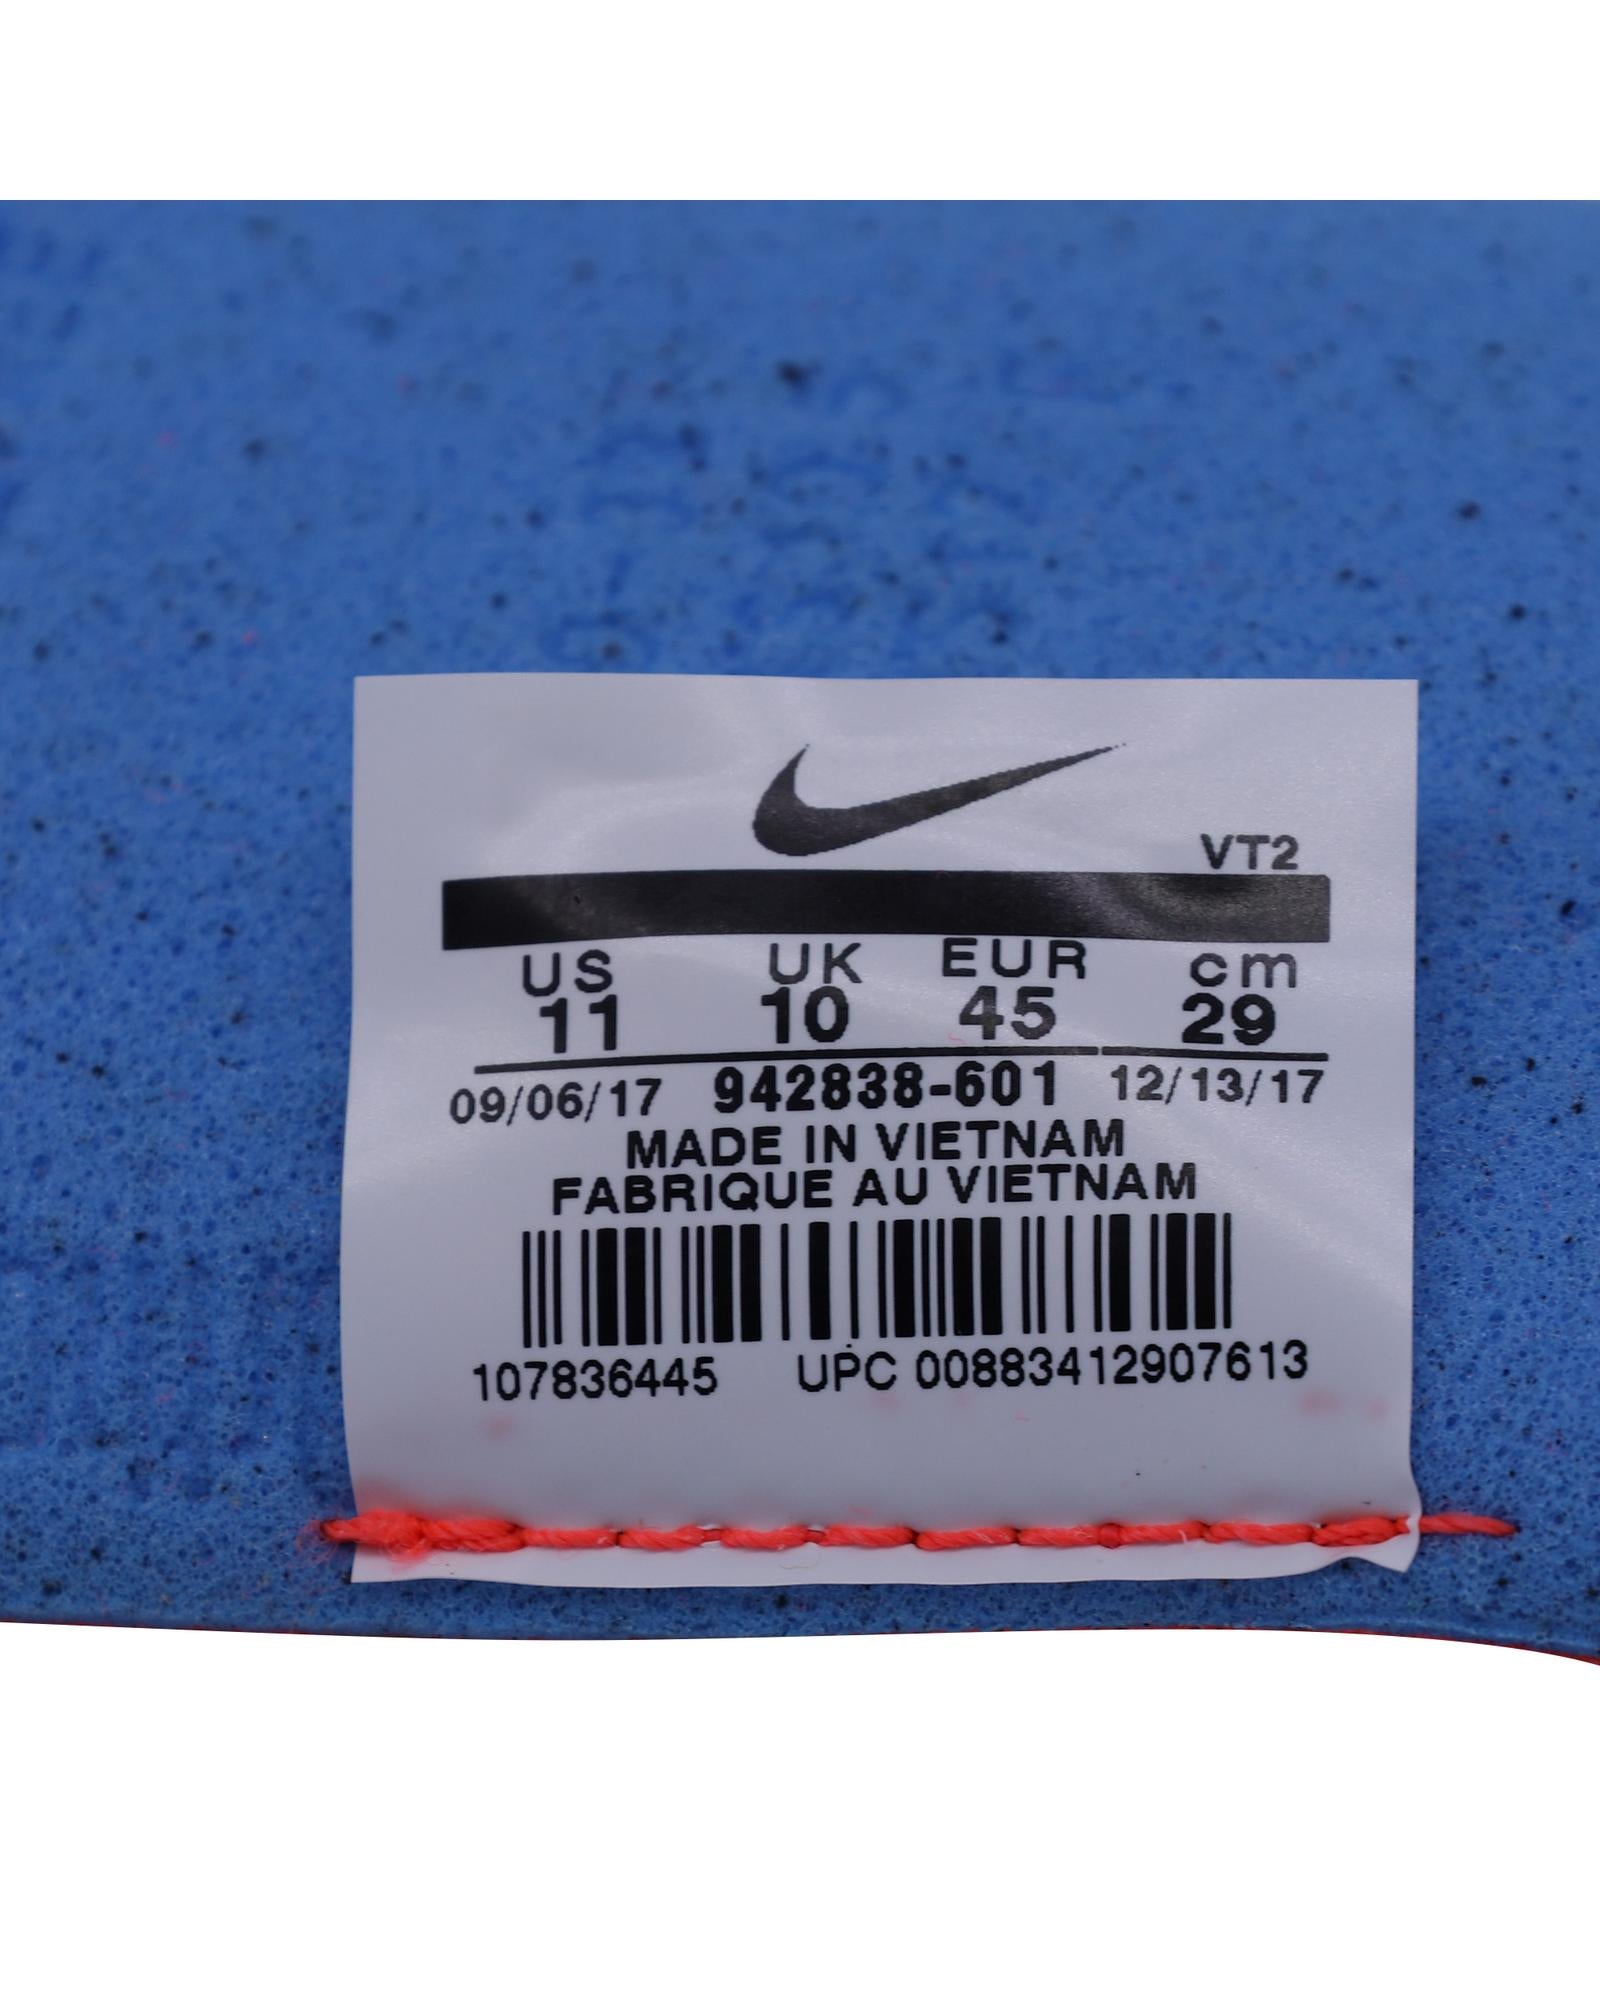 VT2
US UK EUR cm
11 10 45 29
09/06/17 942838-601 12/13/17
MADE IN VIETNAM
FABRIQUE AU VIETNAM
107836445 UPC 00883412907613